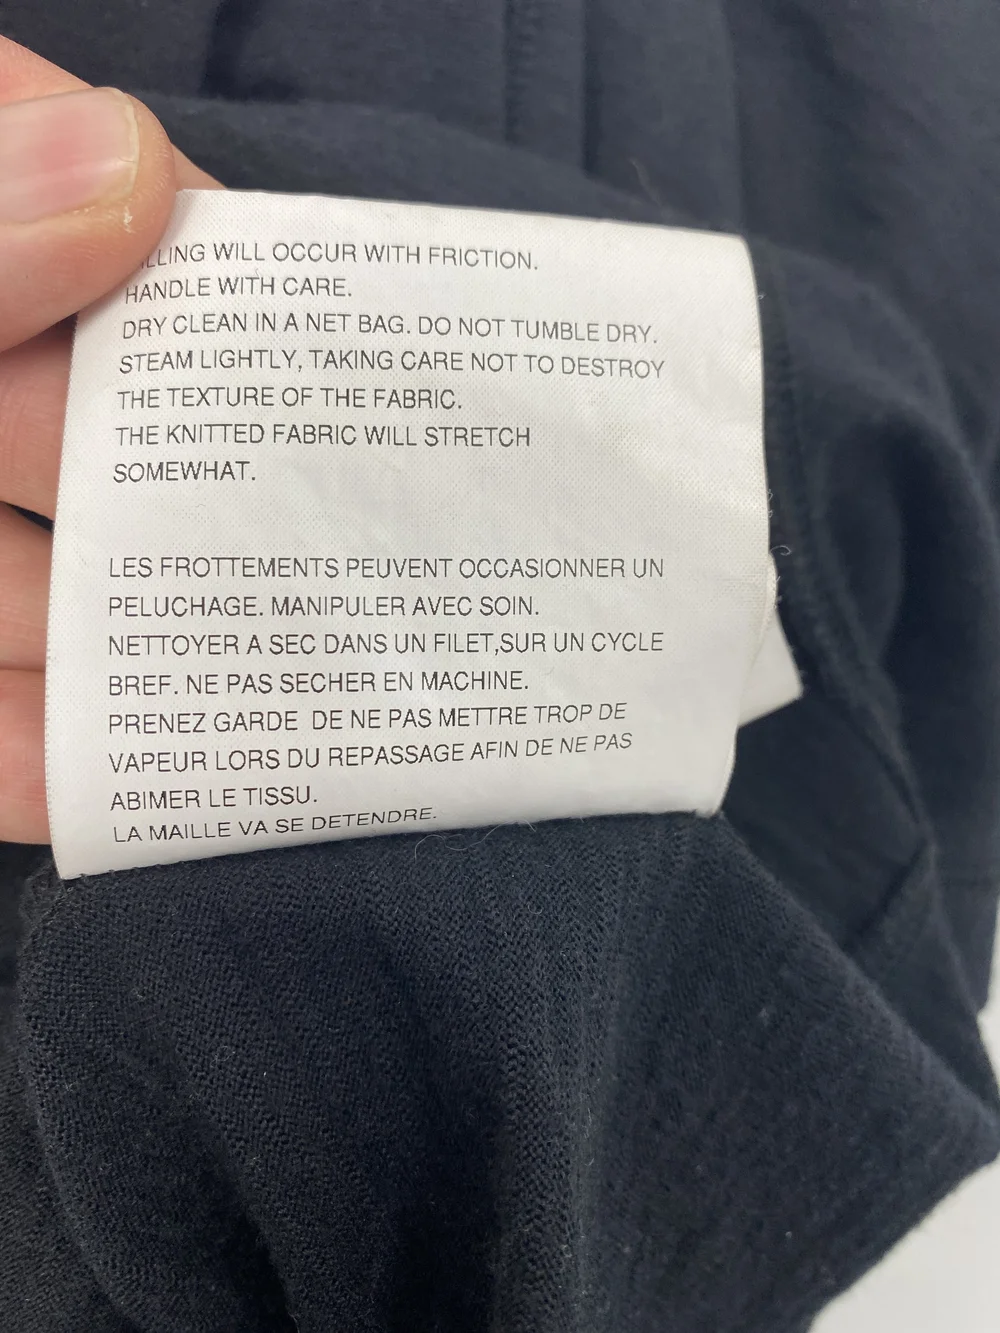 WILL OCCUR WITH FRICTION.
HANDLE WITH CARE.
DRY CLEAN IN A NET BAG. DO NOT TUMBLE DRY.
STEAM LIGHTLY, TAKING CARE NOT TO DESTROY
THE TEXTURE OF THE FABRIC.
THE KNITTED FABRIC WILL STRETCH
SOMEWHAT.
LES FROTTEMENTS PEUVENT OCCASIONNER UN
PELUCHAGE. MANIPULER AVEC SOIN.
NETTOYER A SEC DANS UN FILET,SUR UN CYCLE
BREF. NE PAS SECHER EN MACHINE.
PRENEZ GARDE DE NE PAS METTRE TROP DE
VAPEUR LORS DU REPASSAGE AFIN DE NE PAS
ABIMER LE TISSU.
LA MAILLE VA SE DETENDRE.